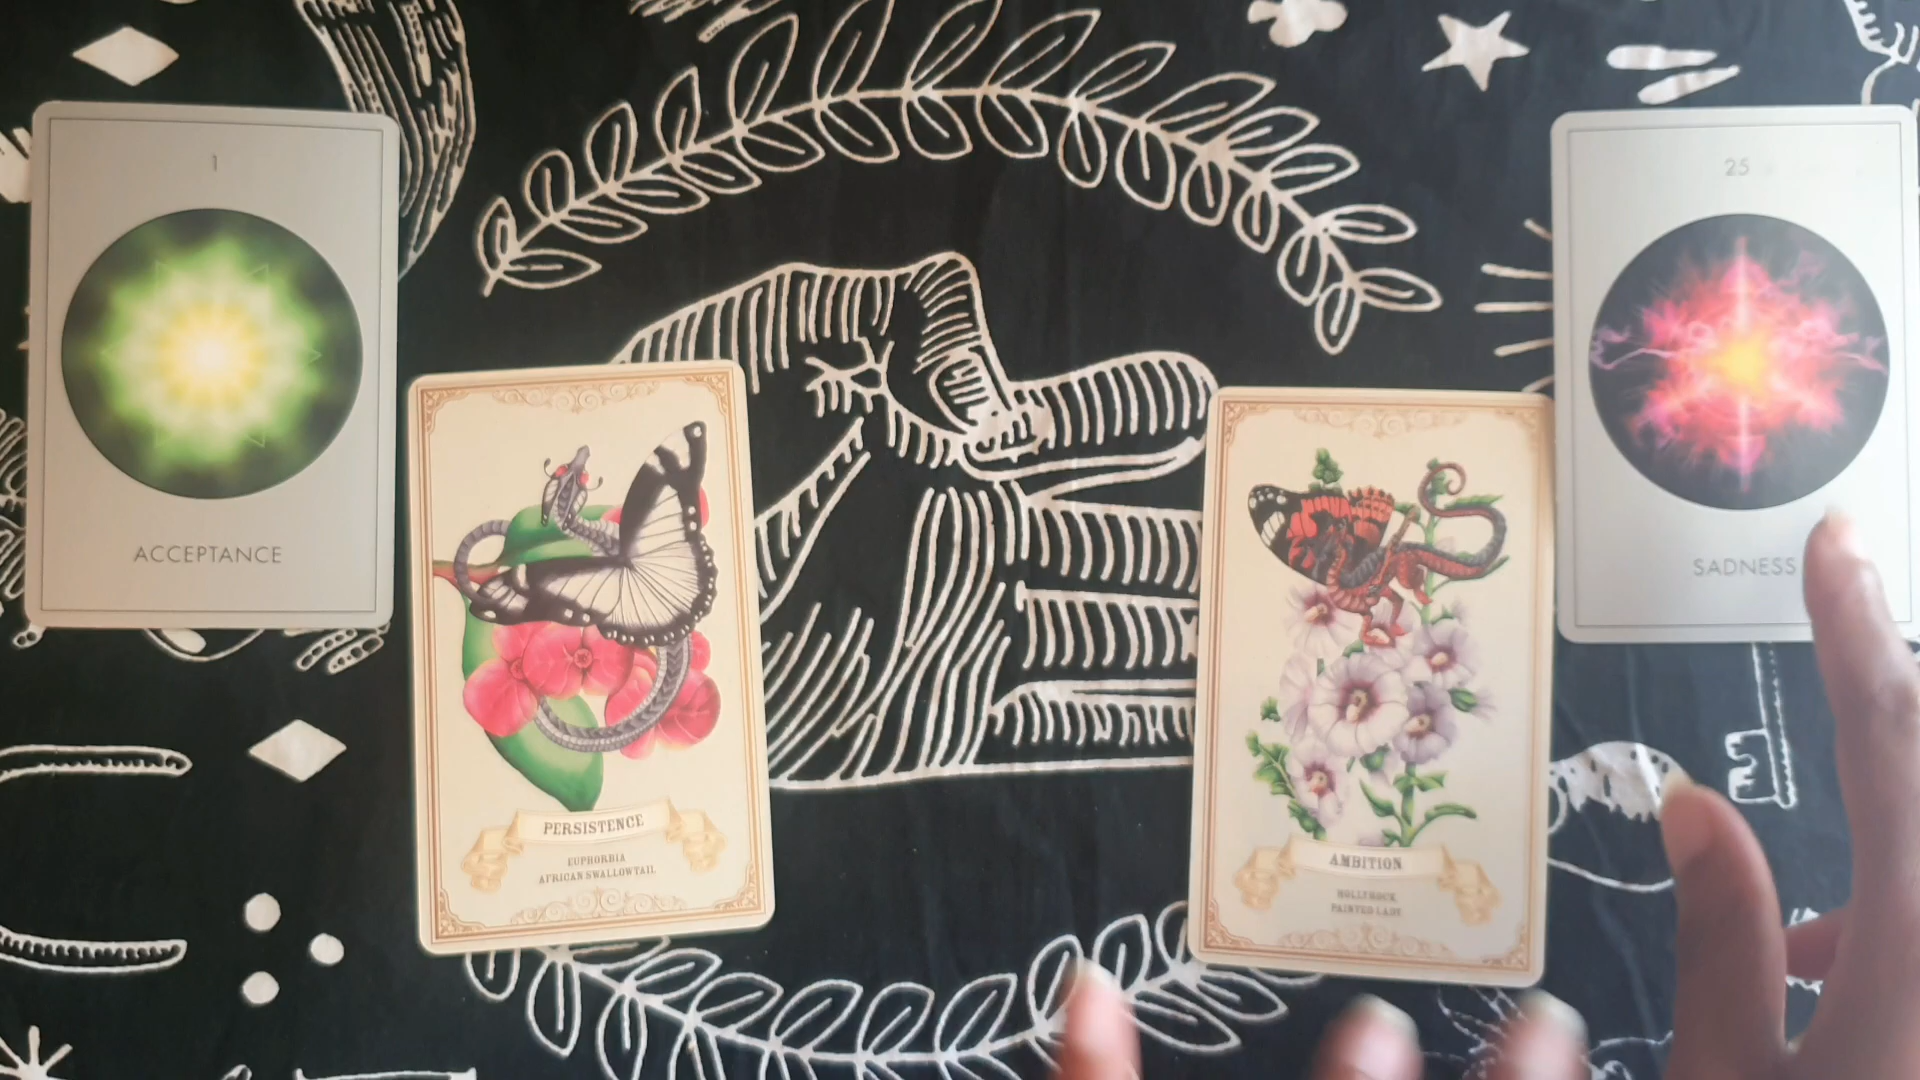 1
ACCEPTANCE
PERSISTENCE
EUPHORBIA
AFRICAN SWALLOWTAIL
AMBITION
HOLLYHOCK
PAINTED LADY
25
SADNESS